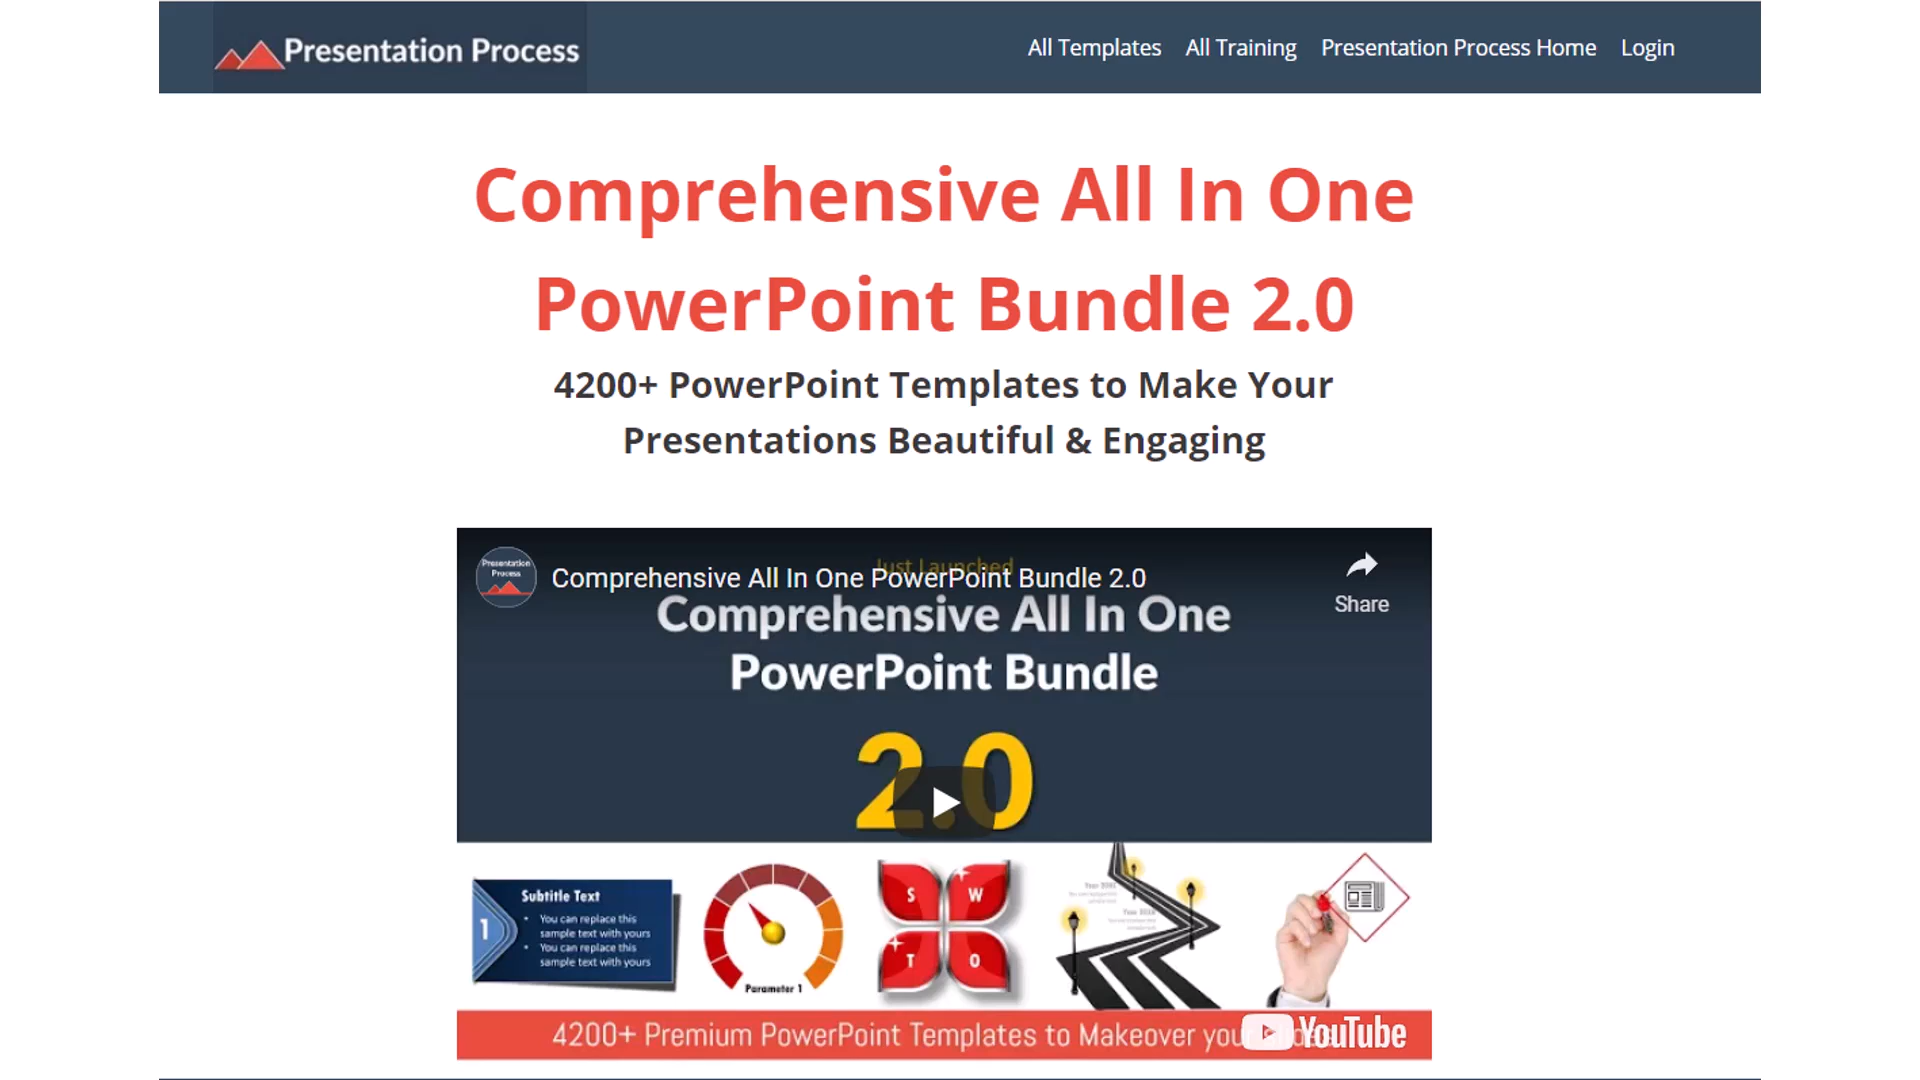 Presentation Process
All Templates All Training Presentation Process Home Login
Comprehensive All In One
PowerPoint Bundle 2.0
4200+ PowerPoint Templates to Make Your
Presentations Beautiful & Engaging
Presentation
Process
Just Launched
Comprehensive All In One PowerPoint Bundle 2.0
Share
Comprehensive All In One
PowerPoint Bundle
2.0
1
Subtitle Text
• You can replace this
sample text with yours
• You can replace this
sample text with yours
Parameter 1
S W
T O
4200+ Premium PowerPoint Templates to Makeover
YouTube